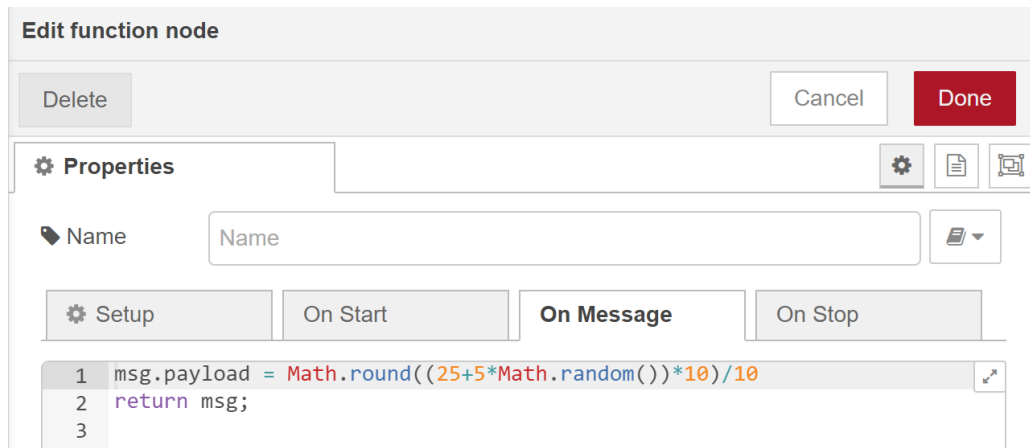 Edit function node
Delete Cancel Done
Properties
Name Name
Setup On Start On Message On Stop
1 msg.payload = Math.round((25+5*Math.random())*10)/10
2 return msg;
3